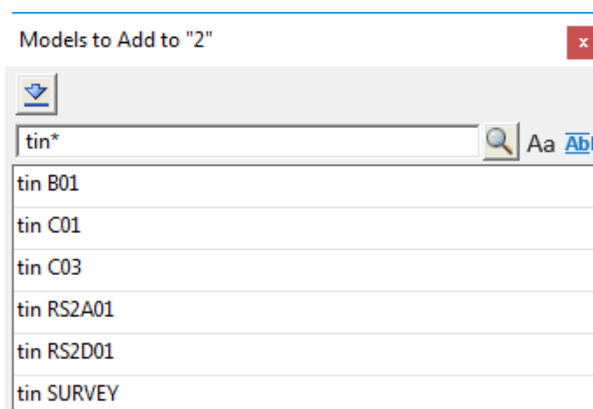 Models to Add to "2"
x
tin*
Aa Ab
tin B01
tin C01
tin C03
tin RS2A01
tin RS2D01
tin SURVEY